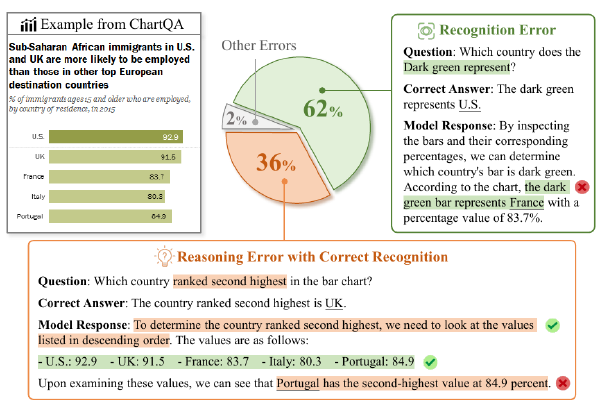 Example from ChartQA
Sub-Saharan African immigrants in U.S.
and UK are more likely to be employed
than those in other top European
destination countries
% of immigrants ages 15 and older who are employed,
by country of residence, in 2015
U.S. 92.9
UK 91.5
France 83.7
Italy 80.3
Portugal 84.9
Other Errors
62%
2%
36%
Recognition Error
Question: Which country does the
Dark green represent?
Correct Answer: The dark green
represents U.S.
Model Response: By inspecting
the bars and their corresponding
percentages, we can determine
which country's bar is dark green.
According to the chart, the dark
green bar represents France with a
percentage value of 83.7%.
Reasoning Error with Correct Recognition
Question: Which country ranked second highest in the bar chart?
Correct Answer: The country ranked second highest is UK.
Model Response: To determine the country ranked second highest, we need to look at the values
listed in descending order. The values are as follows:
- U.S.: 92.9 - UK: 91.5 - France: 83.7 - Italy: 80.3 - Portugal: 84.9
Upon examining these values, we can see that Portugal has the second-highest value at 84.9 percent.